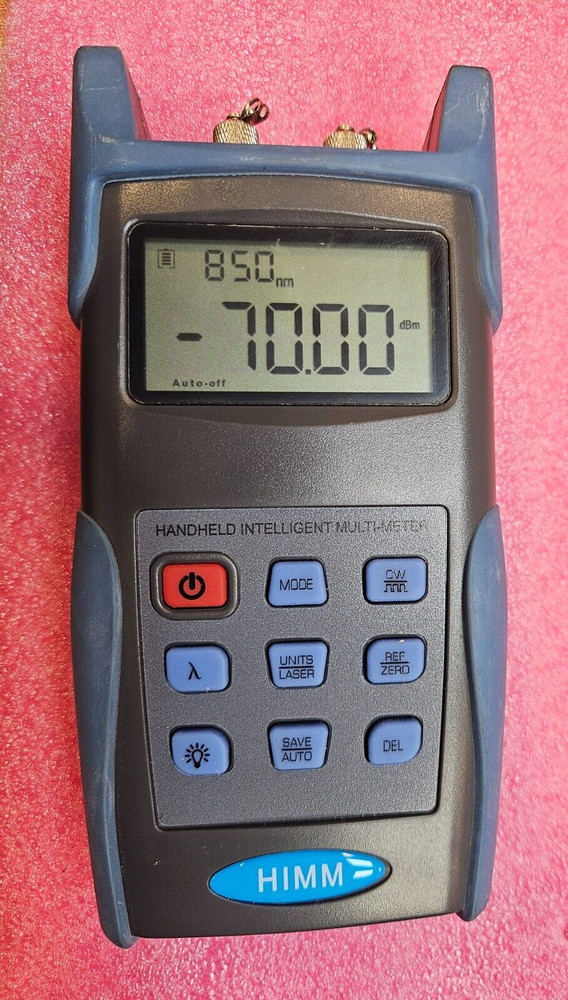 850nm
-70.00 dBm
Auto-off
HANDHELD INTELLIGENT MULTI-METER
MODE
CW
λ
UNITS
LASER
REF
ZERO
SAVE
AUTO
DEL
HIMM